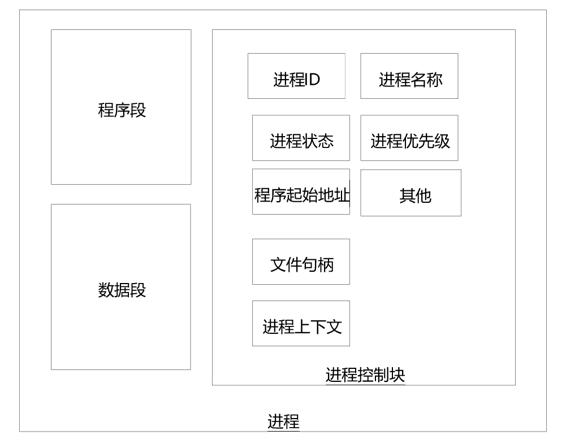 程序段
数据段
进程ID
进程名称
进程状态
进程优先级
程序起始地址
其他
文件句柄
进程上下文
进程控制块
进程